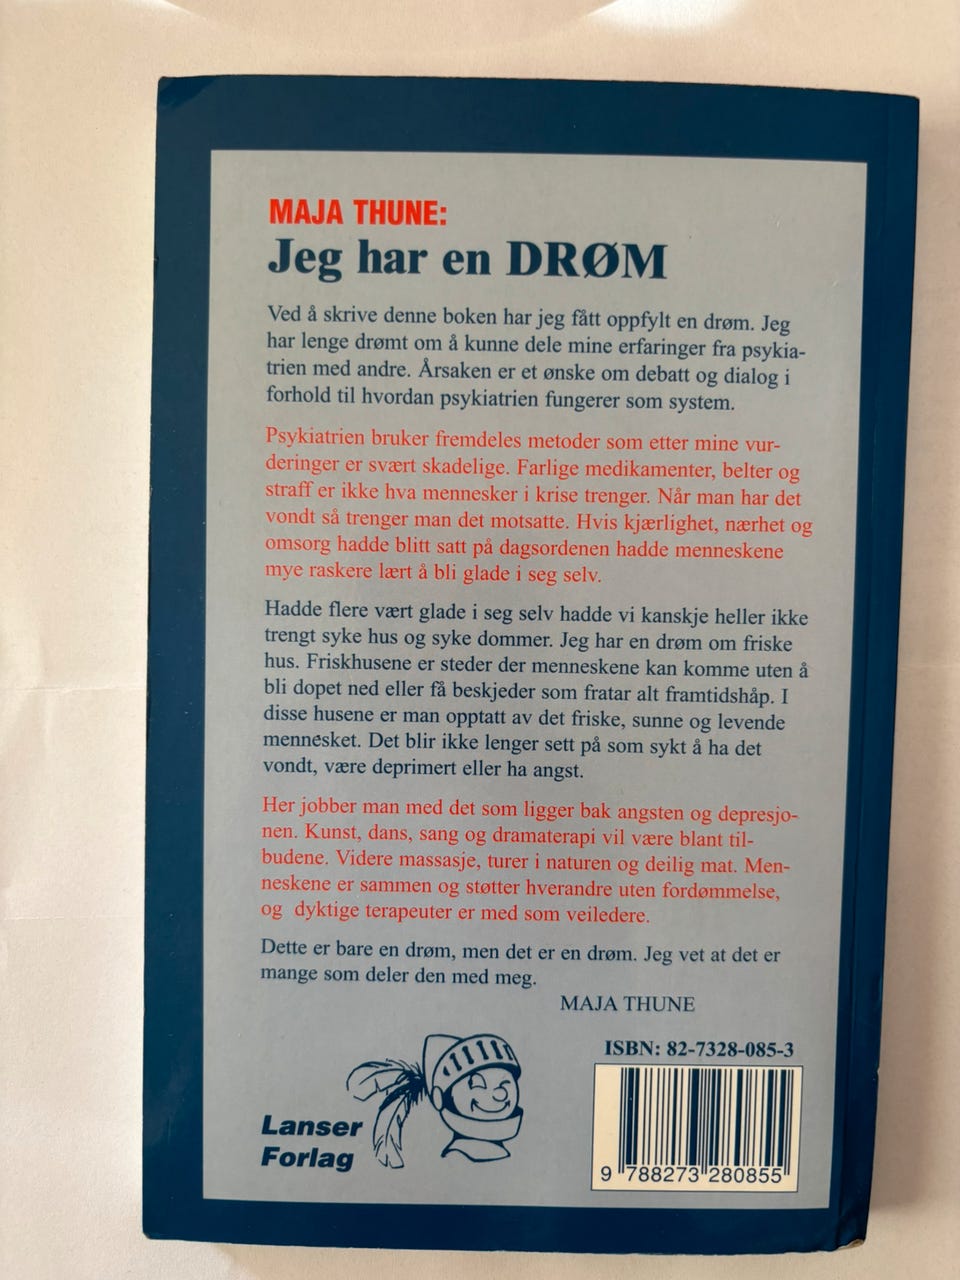 MAJA THUNE:
Jeg har en DRØM
Ved å skrive denne boken har jeg fått oppfylt en drøm. Jeg
har lenge drømt om å kunne dele mine erfaringer fra psykia-
trien med andre. Årsaken er et ønske om debatt og dialog i
forhold til hvordan psykiatrien fungerer som system.
Psykiatrien bruker fremdeles metoder som etter mine vur-
deringer er svært skadelige. Farlige medikamenter, belter og
straff er ikke hva mennesker i krise trenger. Når man har det
vondt så trenger man det motsatte. Hvis kjærlighet, nærhet og
omsorg hadde blitt satt på dagsordenen hadde menneskene
mye raskere lært å bli glade i seg selv.
Hadde flere vært glade i seg selv hadde vi kanskje heller ikke
trengt syke hus og syke dommer. Jeg har en drøm om friske
hus. Friskhusene er steder der menneskene kan komme uten å
bli dopet ned eller få beskjeder som fratar alt framtidshåp. I
disse husene er man opptatt av det friske, sunne og levende
mennesket. Det blir ikke lenger sett på som sykt å ha det
vondt, være deprimert eller ha angst.
Her jobber man med det som ligger bak angsten og depresjo-
nen. Kunst, dans, sang og dramaterapi vil være blant til-
budene. Videre massasje, turer i naturen og deilig mat. Men-
neskene er sammen og støtter hverandre uten fordømmelse,
og dyktige terapeuter er med som veiledere.
Dette er bare en drøm, men det er en drøm. Jeg vet at det er
mange som deler den med meg.
MAJA THUNE
ISBN: 82-7328-085-3
Lanser
Forlag
9 788273 280855